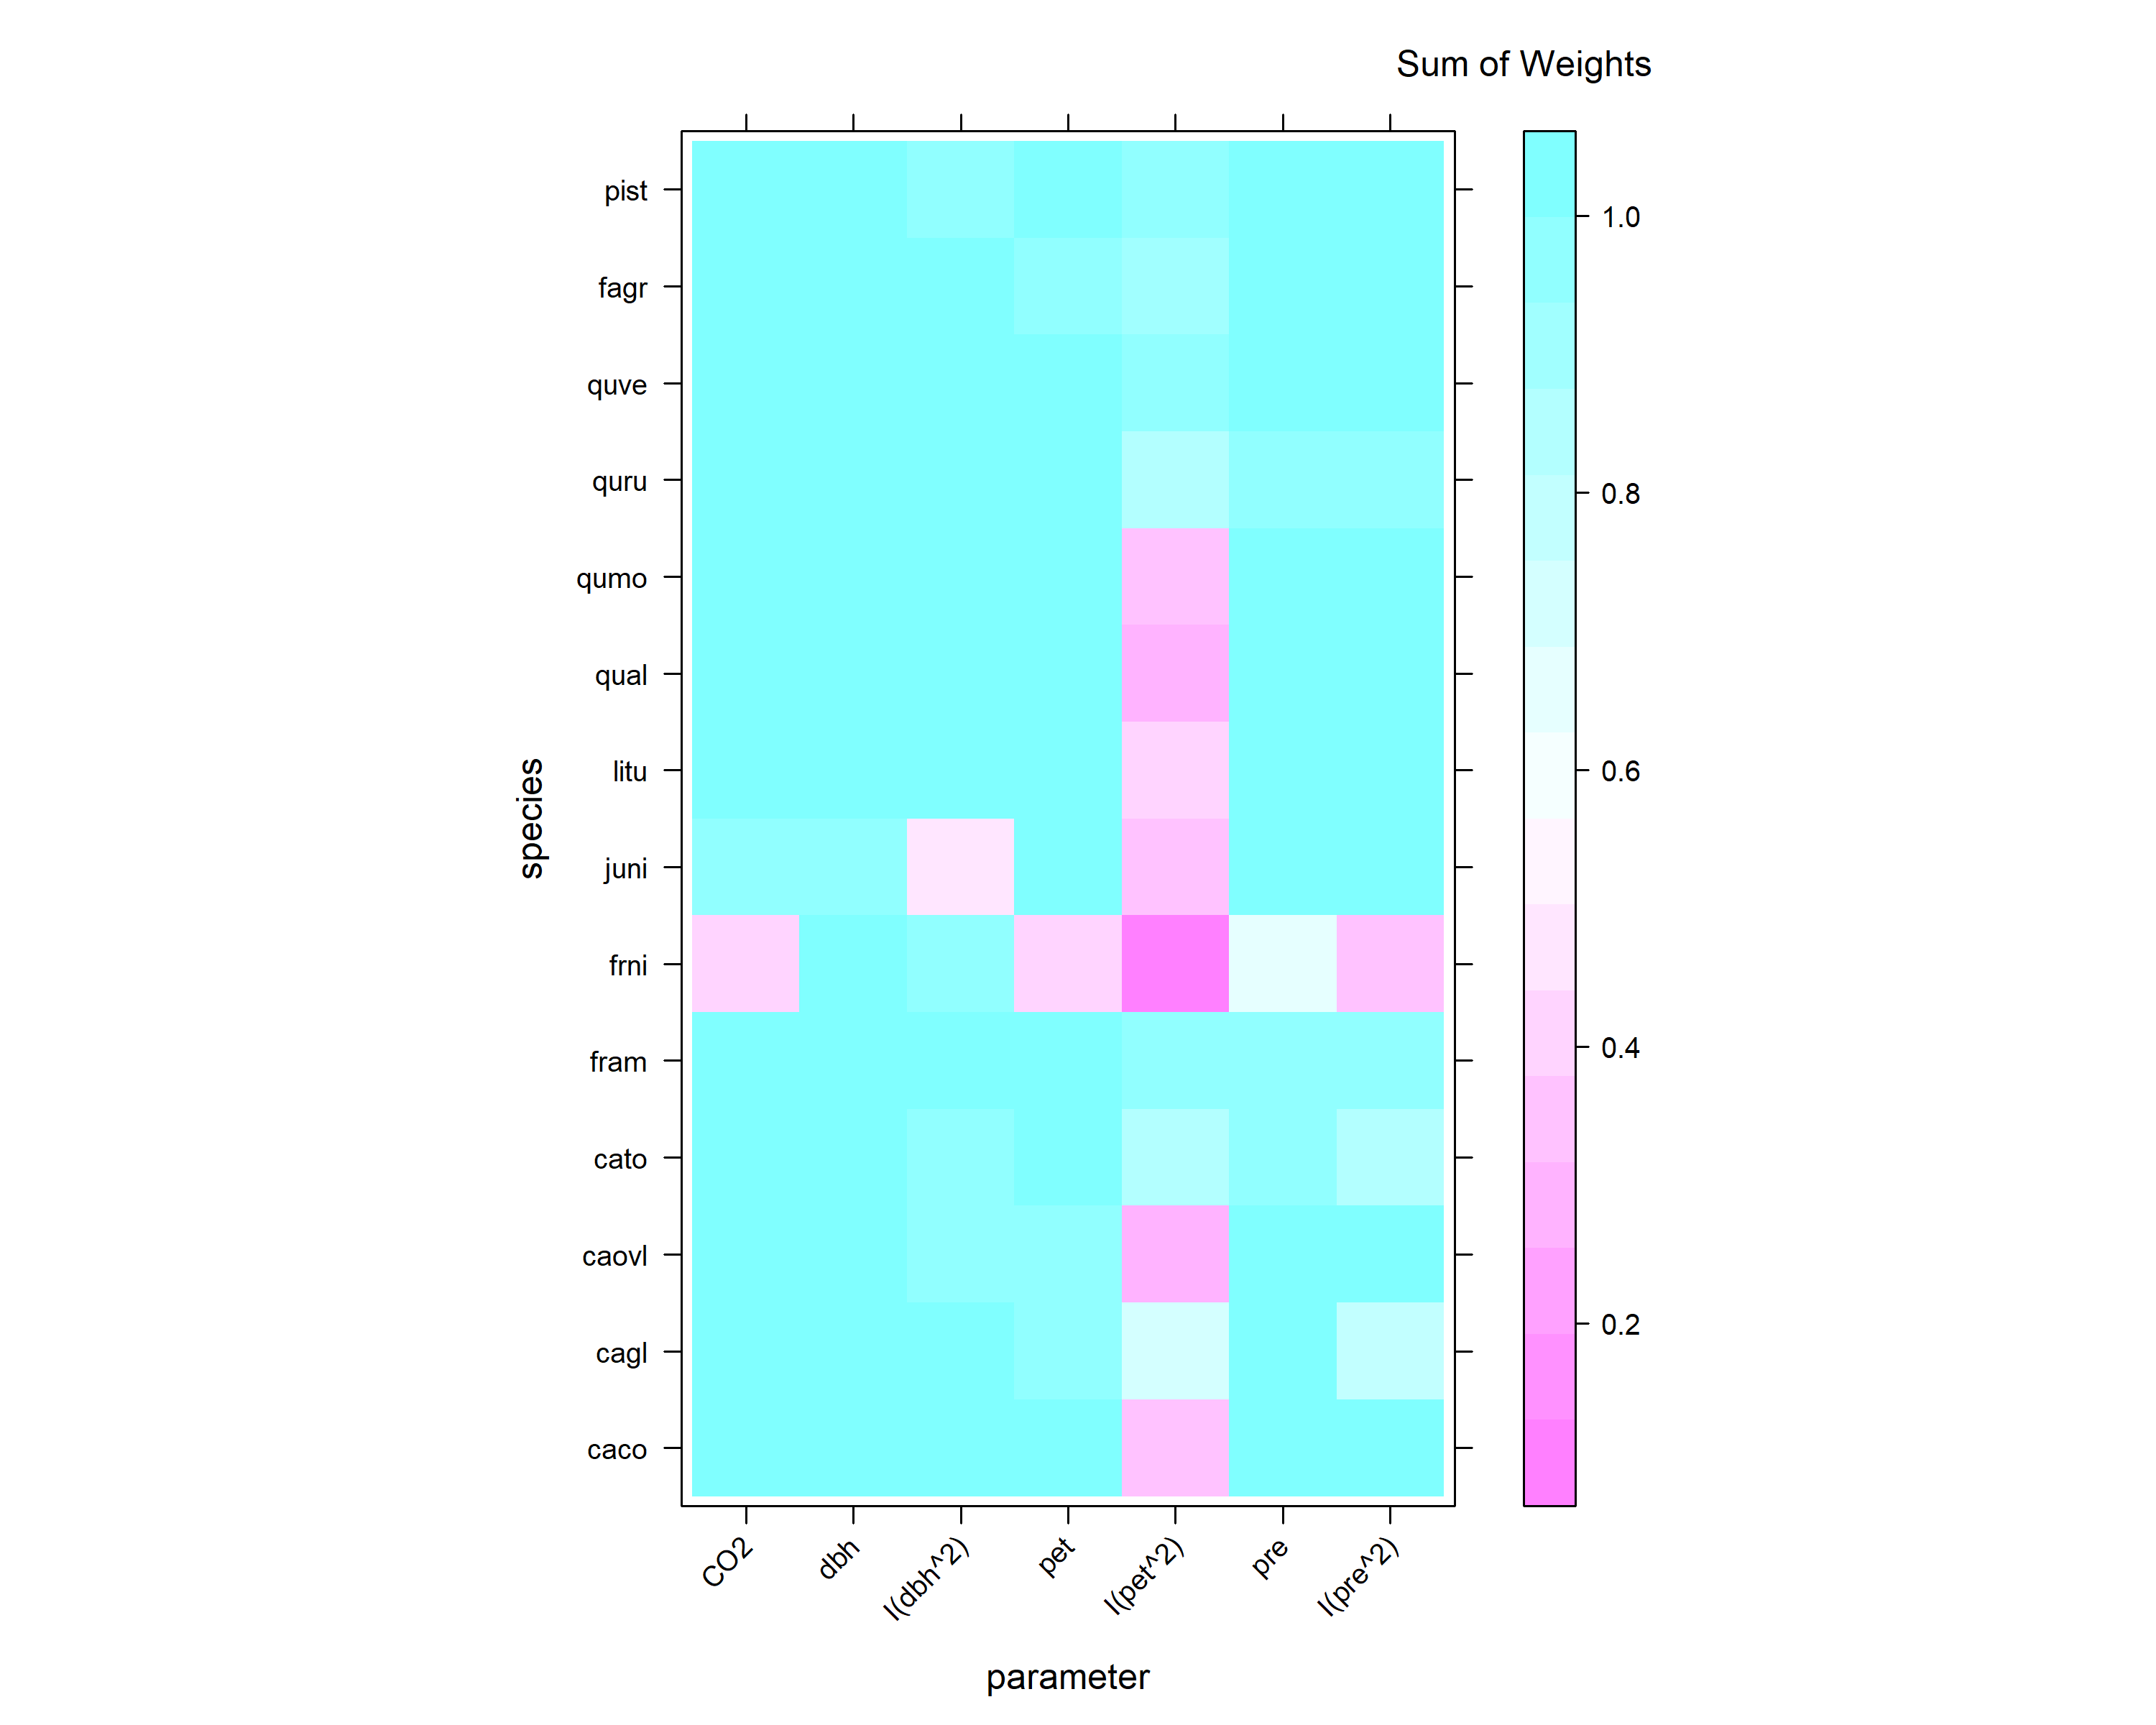 Sum of Weights
pist
fagr
quve
quru
qumo
qual
litu
juni
frni
fram
cato
caovl
cagl
caco
species
1.0
0.8
0.6
0.4
0.2
CO2
dbh
I(dbh^2)
pet
I(pet^2)
pre
I(pre^2)
parameter